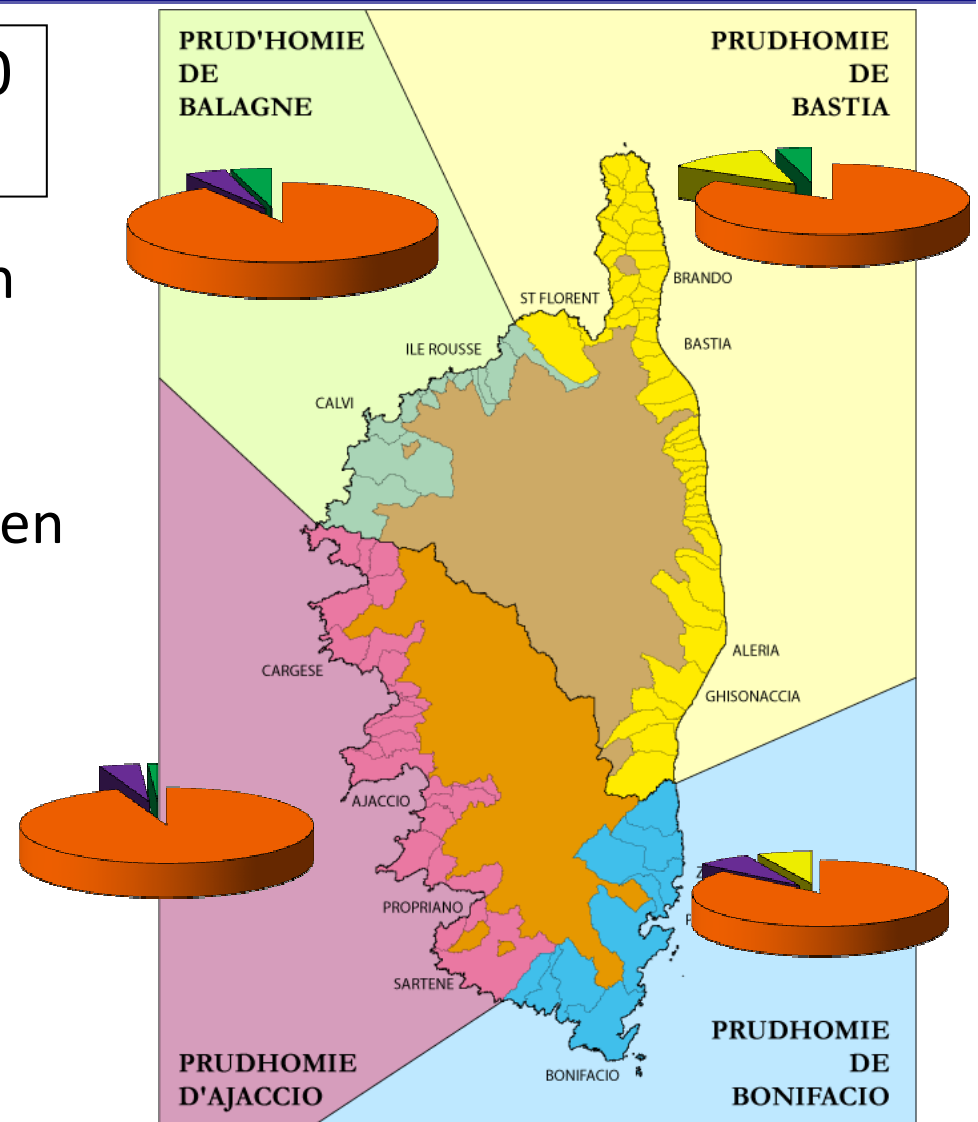 PRUD'HOMIE
DE
BALAGNE
PRUDHOMIE
DE
BASTIA
0
n
en
BRANDO
ST FLORENT
BASTIA
ILE ROUSSE
CALVI
ALERIA
CARGESE
GHISONACCIA
AJACCIO
PROPRIANO
SARTENE
BONIFACIO
PRUDHOMIE
D'AJACCIO
PRUDHOMIE
DE
BONIFACIO